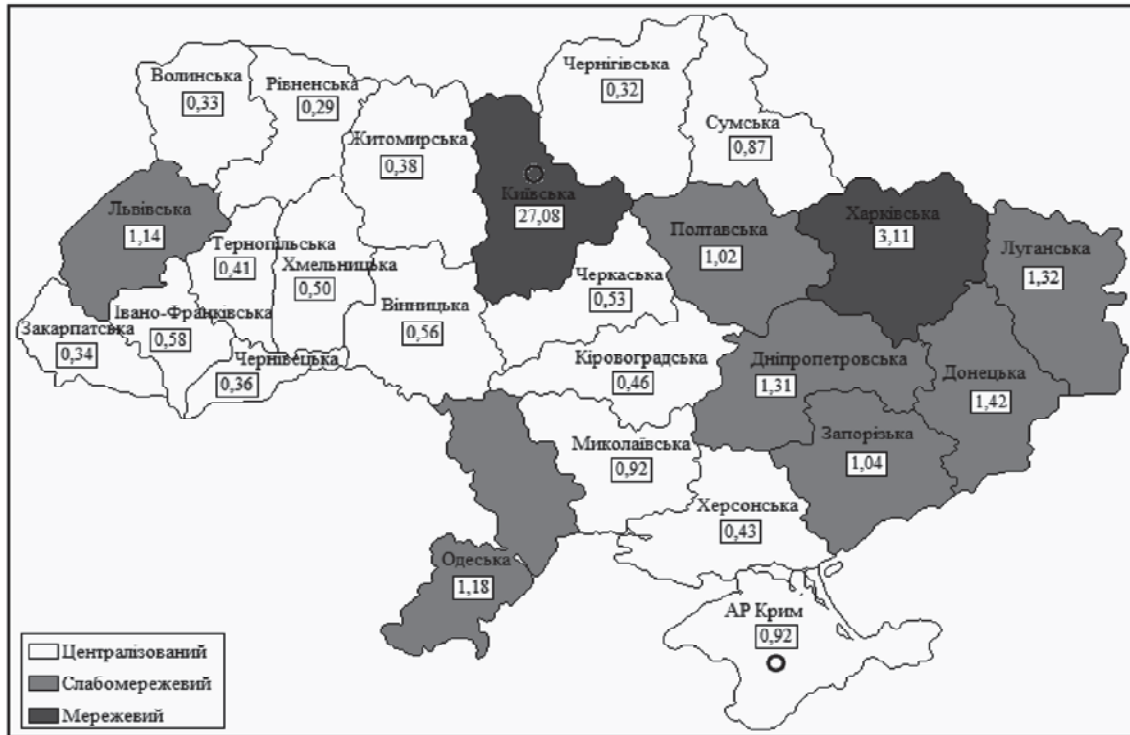 Волинська
0,33
Рівненська
0,29
Житомирська
0,38
Чернігівська
0,32
Сумська
0,87
Київська
27,08
Львівська
1,14
Тернопільська
0,41
Хмельницька
0,50
Вінницька
0,56
Черкаська
0,53
Полтавська
1,02
Харківська
3,11
Луганська
1,32
Закарпатська
0,34
Івано-Франківська
0,58
Чернівецька
0,36
Кіровоградська
0,46
Дніпропетровська
1,31
Донецька
1,42
Миколаївська
0,92
Запорізька
1,04
Херсонська
0,43
Одеська
1,18
АР Крим
0,92
Централізований
Слабомережевий
Мережевий